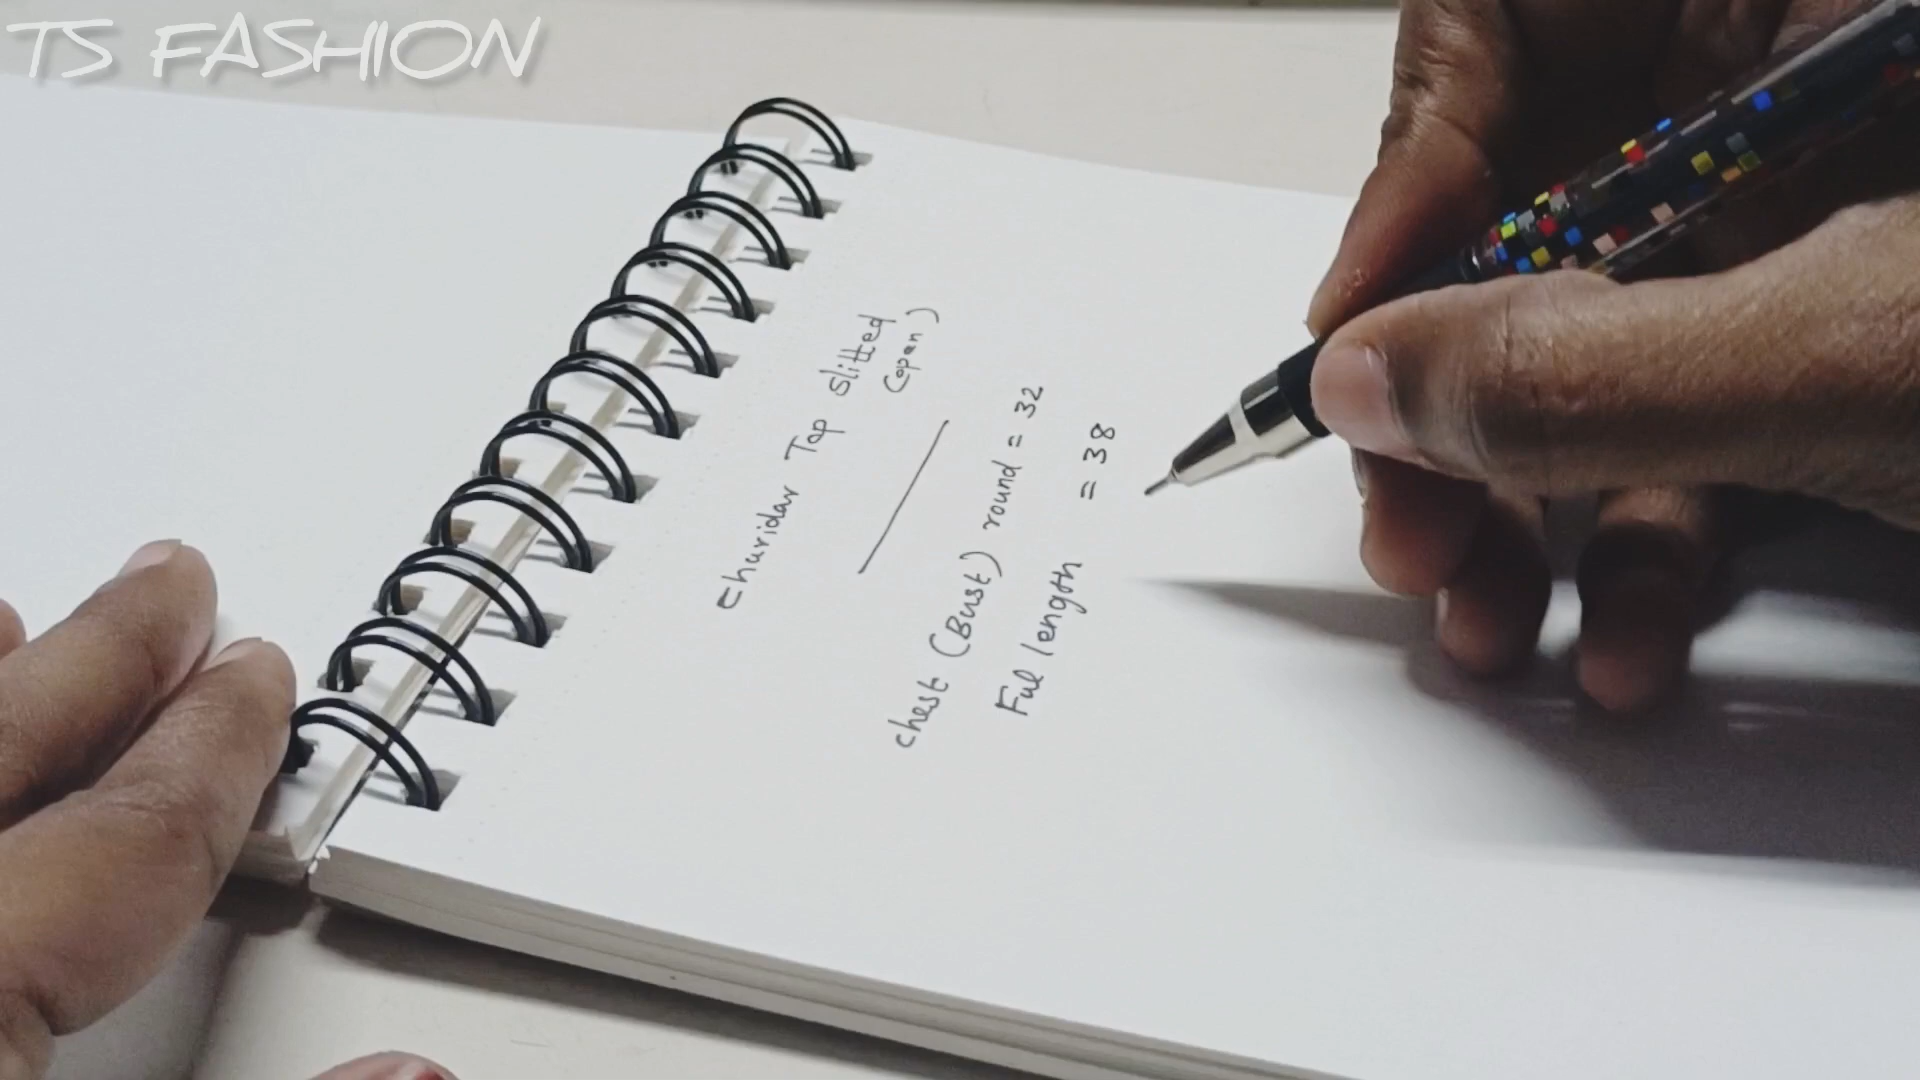 TS FASHION
Churidar Top Slitted
(open)
chest (Bust) round = 32
Ful length = 38